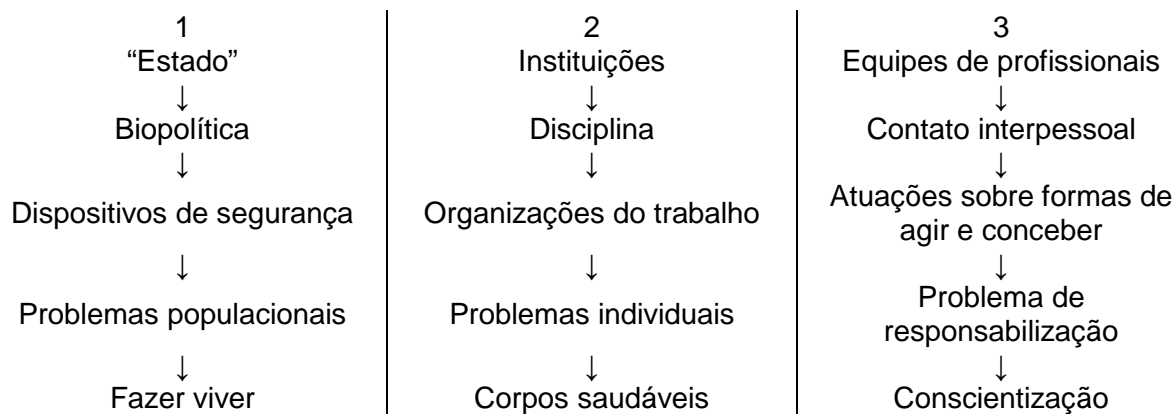 1
“Estado”
↓
Biopolítica
↓
Dispositivos de segurança
↓
Problemas populacionais
↓
Fazer viver
2
Instituições
↓
Disciplina
↓
Organizações do trabalho
↓
Problemas individuais
↓
Corpos saudáveis
3
Equipes de profissionais
↓
Contato interpessoal
↓
Atuações sobre formas de
agir e conceber
↓
Problema de
responsabilização
↓
Conscientização